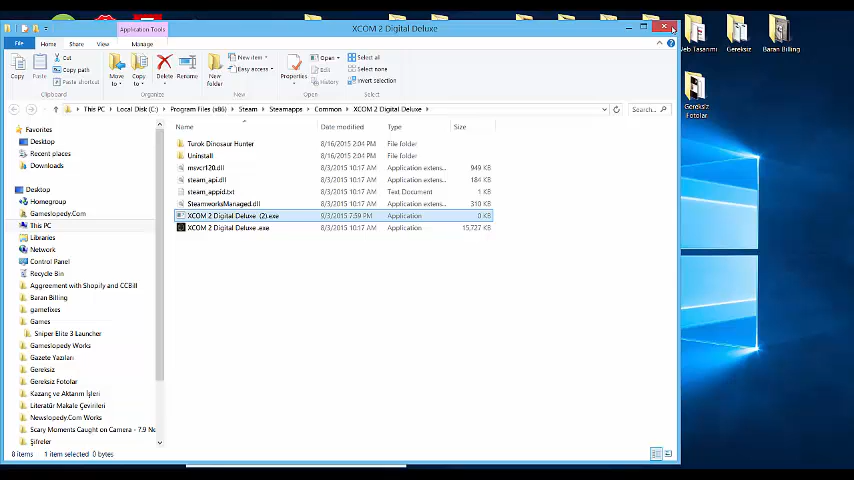 Application Tools
XCOM 2 Digital Deluxe
File
Home
Share
View
Manage
Copy
Paste
Cut
Copy path
Paste shortcut
Clipboard
Move to
Copy to
Delete
Rename
Organize
New folder
New item
Easy access
New
Properties
Open
Edit
History
Open
Select all
Select none
Invert selection
Select
This PC
Local Disk (C:)
Program Files (x86)
Steam
Steamapps
Common
XCOM 2 Digital Deluxe
Search...
Name
Date modified
Type
Size
Turok Dinosaur Hunter 8/16/2015 2:04 PM File folder
Uninstall 8/16/2015 2:04 PM File folder
msvcr120.dll 8/3/2015 10:17 AM Application extens... 949 KB
steam_api.dll 8/3/2015 10:17 AM Application extens... 184 KB
steam_appid.txt 8/3/2015 10:17 AM Text Document 1 KB
SteamworksManaged.dll 8/3/2015 10:17 AM Application extens... 310 KB
XCOM 2 Digital Deluxe (2).exe 9/3/2015 7:59 PM Application 0 KB
XCOM 2 Digital Deluxe .exe 8/3/2015 10:17 AM Application 15,727 KB
Favorites
Desktop
Recent places
Downloads
Desktop
Homegroup
Gameslopedy.Com
This PC
Libraries
Network
Control Panel
Recycle Bin
Aggreement with Shopify and CCBill
Baran Billing
gamefixes
Games
Sniper Elite 3 Launcher
Gameslopedy Works
Gazete Yazıları
Gereksiz
Gereksiz Fotolar
Kazanç ve Aktarım İşleri
Literatür Makale Çevirileri
Newslopedy.Com Works
Scary Moments Caught on Camera - 7.9 Ne
Şifreler
8 items
1 item selected 0 bytes
Web Tasarımı
Gereksiz
Baran Billing
Gereksiz
Fotolar